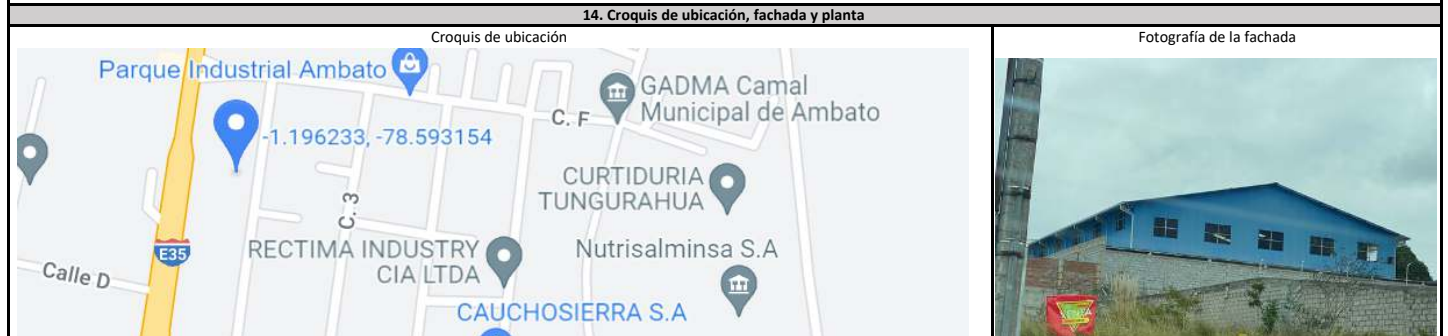 14. Croquis de ubicación, fachada y planta
Croquis de ubicación
Fotografía de la fachada
Parque Industrial Ambato
GADMA Camal
Municipal de Ambato
C. F
-1.196233, -78.593154
CURTIDURIA
TUNGURAHUA
C. 3
E35
RECTIMA INDUSTRY
CIA LTDA
Nutrisalminsa S.A
Calle D
CAUCHOSIERRA S.A